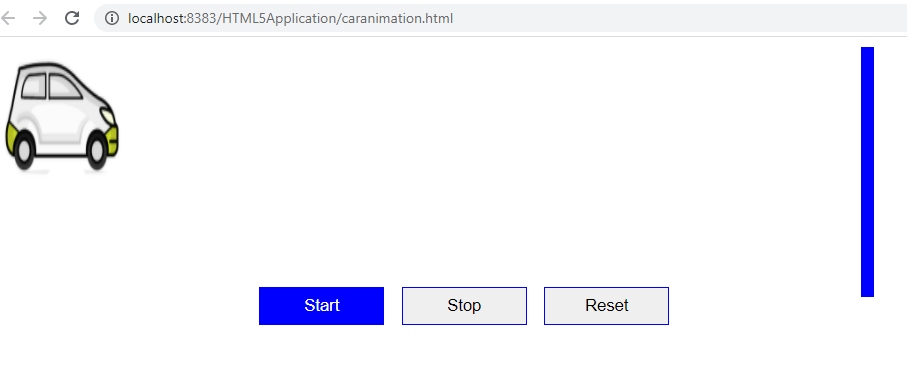 localhost:8383/HTML5Application/caranimation.html
Start Stop Reset